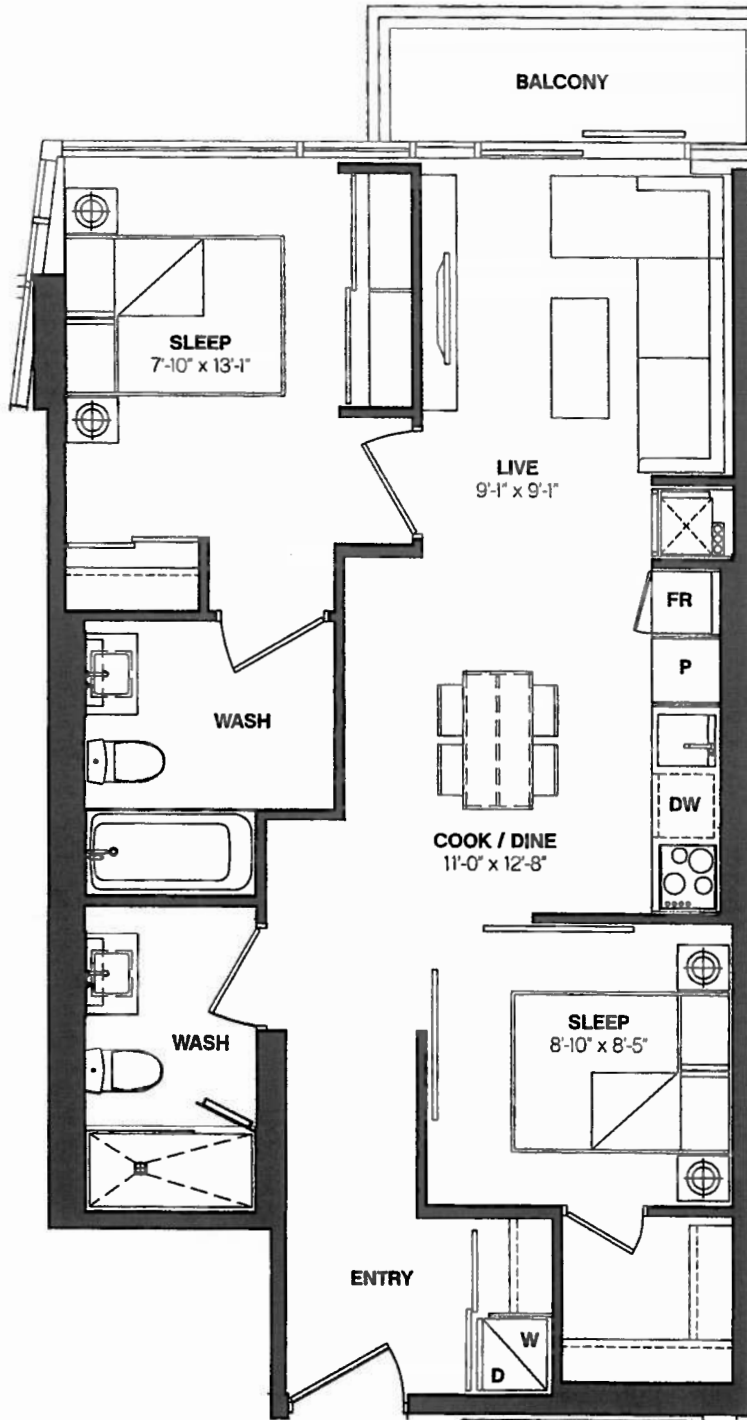 BALCONY
SLEEP
7'-10" x 13'-1"
LIVE
9'-1" x 9'-1"
FR
P
WASH
DW
COOK / DINE
11'-0" x 12'-8"
SLEEP
8'-10" x 8'-5"
WASH
ENTRY
W
D